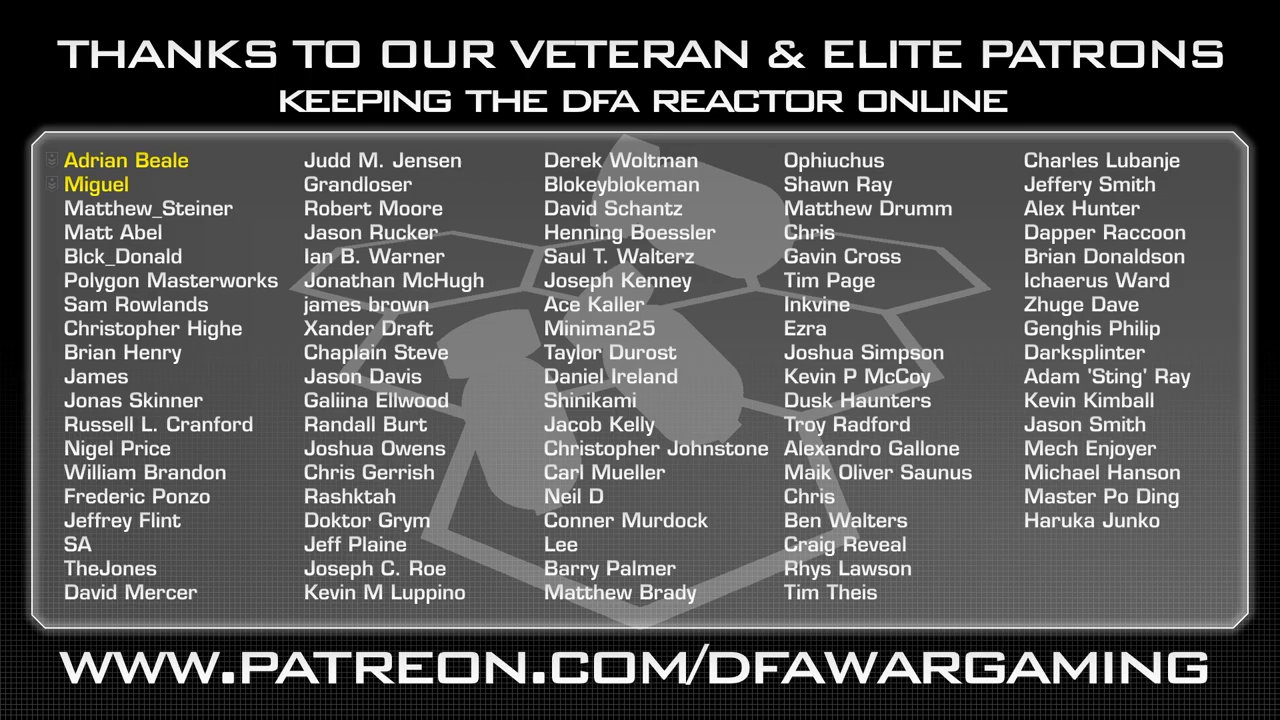 THANKS TO OUR VETERAN & ELITE PATRONS
KEEPING THE DFA REACTOR ONLINE
Adrian Beale
Miguel
Matthew_Steiner
Matt Abel
Blck_Donald
Polygon Masterworks
Sam Rowlands
Christopher Highe
Brian Henry
James
Jonas Skinner
Russell L. Cranford
Nigel Price
William Brandon
Frederic Ponzo
Jeffrey Flint
SA
TheJones
David Mercer
Judd M. Jensen
Grandloser
Robert Moore
Jason Rucker
Ian B. Warner
Jonathan McHugh
james brown
Xander Draft
Chaplain Steve
Jason Davis
Galiina Ellwood
Randall Burt
Joshua Owens
Chris Gerrish
Rashktah
Doktor Grym
Jeff Plaine
Joseph C. Roe
Kevin M Luppino
Derek Woltman
Blokeyblokeman
David Schantz
Henning Boessler
Saul T. Walterz
Joseph Kenney
Ace Kaller
Miniman25
Taylor Durost
Daniel Ireland
Shinikami
Jacob Kelly
Christopher Johnstone
Carl Mueller
Neil D
Conner Murdock
Lee
Barry Palmer
Matthew Brady
Ophiuchus
Shawn Ray
Matthew Drumm
Chris
Gavin Cross
Tim Page
Inkvine
Ezra
Joshua Simpson
Kevin P McCoy
Dusk Haunters
Troy Radford
Alexandro Gallone
Maik Oliver Saunus
Chris
Ben Walters
Craig Reveal
Rhys Lawson
Tim Theis
Charles Lubanje
Jeffery Smith
Alex Hunter
Dapper Raccoon
Brian Donaldson
Ichaerus Ward
Zhuge Dave
Genghis Philip
Darksplinter
Adam 'Sting' Ray
Kevin Kimball
Jason Smith
Mech Enjoyer
Michael Hanson
Master Po Ding
Haruka Junko
WWW.PATREON.COM/DFAWARGAMING